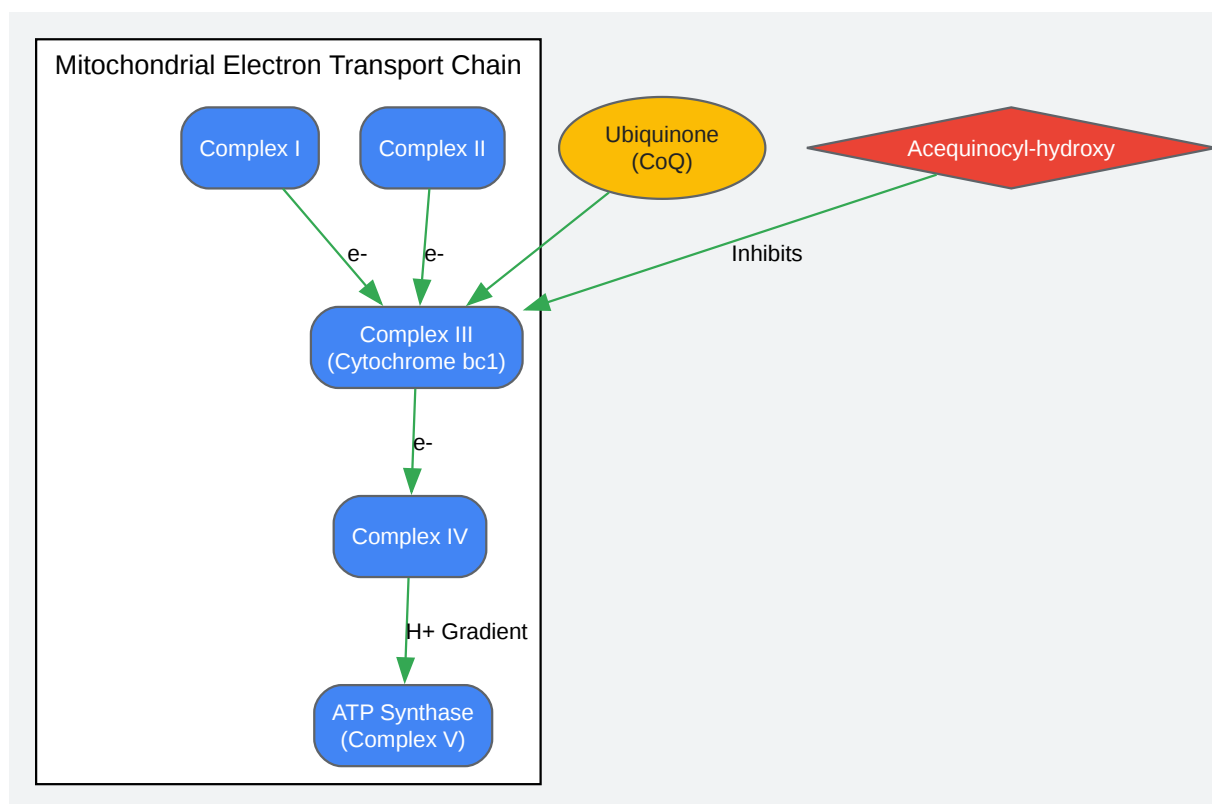 Mitochondrial Electron Transport Chain
Complex I
Complex II
Ubiquinone
(CoQ)
Acequinocyl-hydroxy
e-
e-
Inhibits
Complex III
(Cytochrome bc1)
e-
Complex IV
H+ Gradient
ATP Synthase
(Complex V)